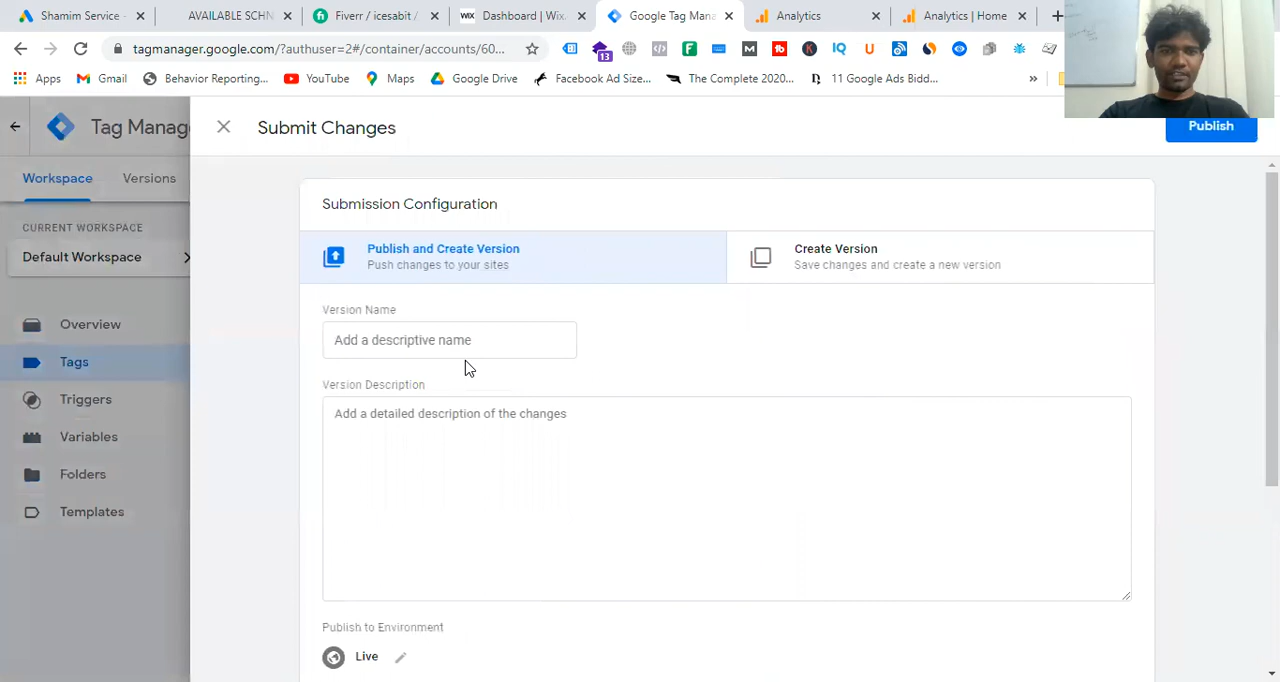 Shamim Service -
AVAILABLE SCHN
Fiverr / icesabit /
WIX
Dashboard | Wix.
Google Tag Mana
Analytics
Analytics | Home
tagmanager.google.com/?authuser=2#/container/accounts/60...
13
Apps
Gmail
Behavior Reporting...
YouTube
Maps
Google Drive
Facebook Ad Size...
The Complete 2020...
11 Google Ads Bidd...
Tag Mana
Submit Changes
Publish
Workspace
Versions
CURRENT WORKSPACE
Default Workspace
Overview
Tags
Triggers
Variables
Folders
Templates
Submission Configuration
Publish and Create Version
Push changes to your sites
Create Version
Save changes and create a new version
Version Name
Add a descriptive name
Version Description
Add a detailed description of the changes
Publish to Environment
Live